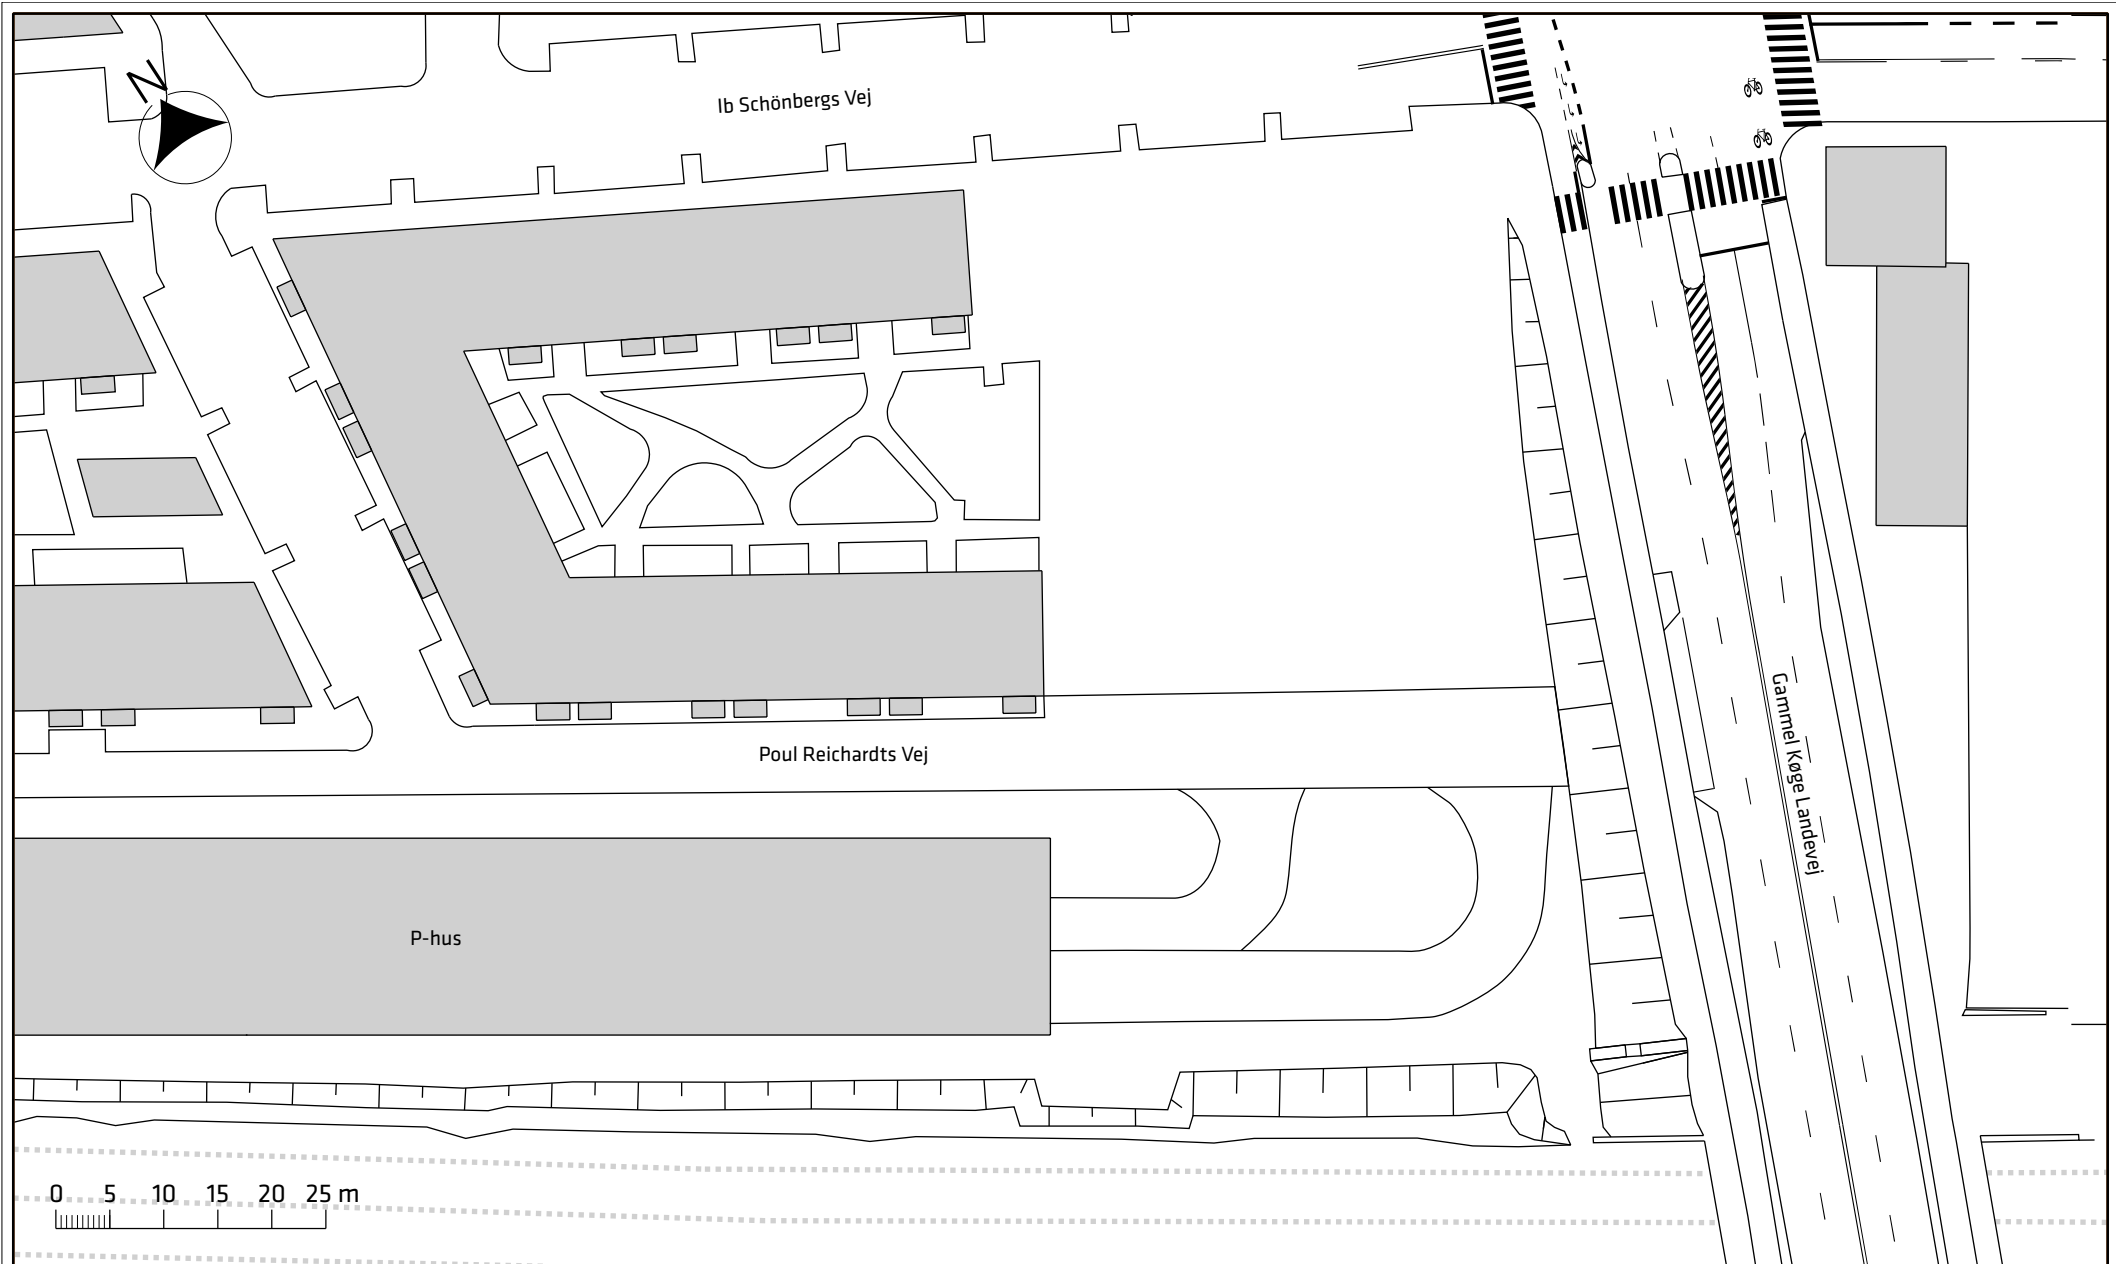 N
Ib Schönbergs Vej
Gammel Køge Landevej
Poul Reichardts Vej
P-hus
0 5 10 15 20 25 m